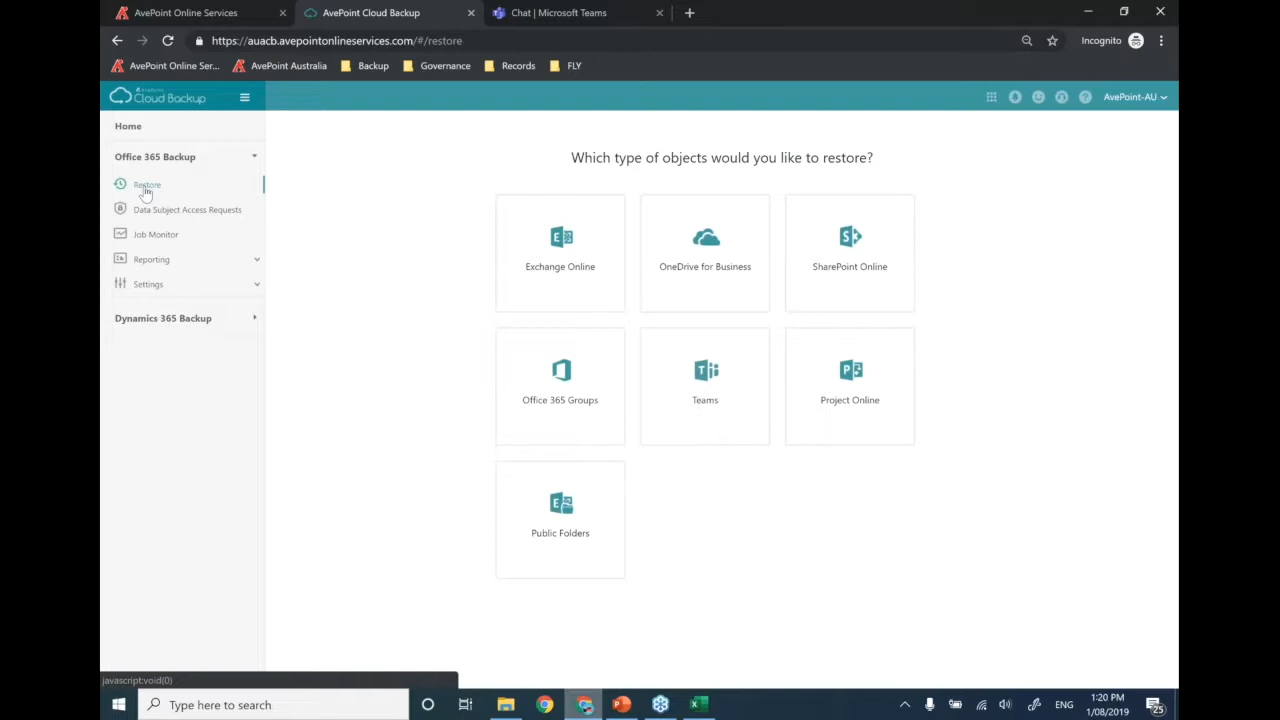 AvePoint Online Services
AvePoint Cloud Backup
Chat | Microsoft Teams
https://auacb.avepointonlineservices.com/#/restore
Incognito
AvePoint Online Ser...
AvePoint Australia
Backup
Governance
Records
FLY
AvePoint
Cloud Backup
AvePoint-AU
Home
Office 365 Backup
Restore
Data Subject Access Requests
Job Monitor
Reporting
Settings
Dynamics 365 Backup
Which type of objects would you like to restore?
Exchange Online
OneDrive for Business
SharePoint Online
Office 365 Groups
Teams
Project Online
Public Folders
javascript:void(0)
Type here to search
ENG
1:20 PM
1/08/2019
25